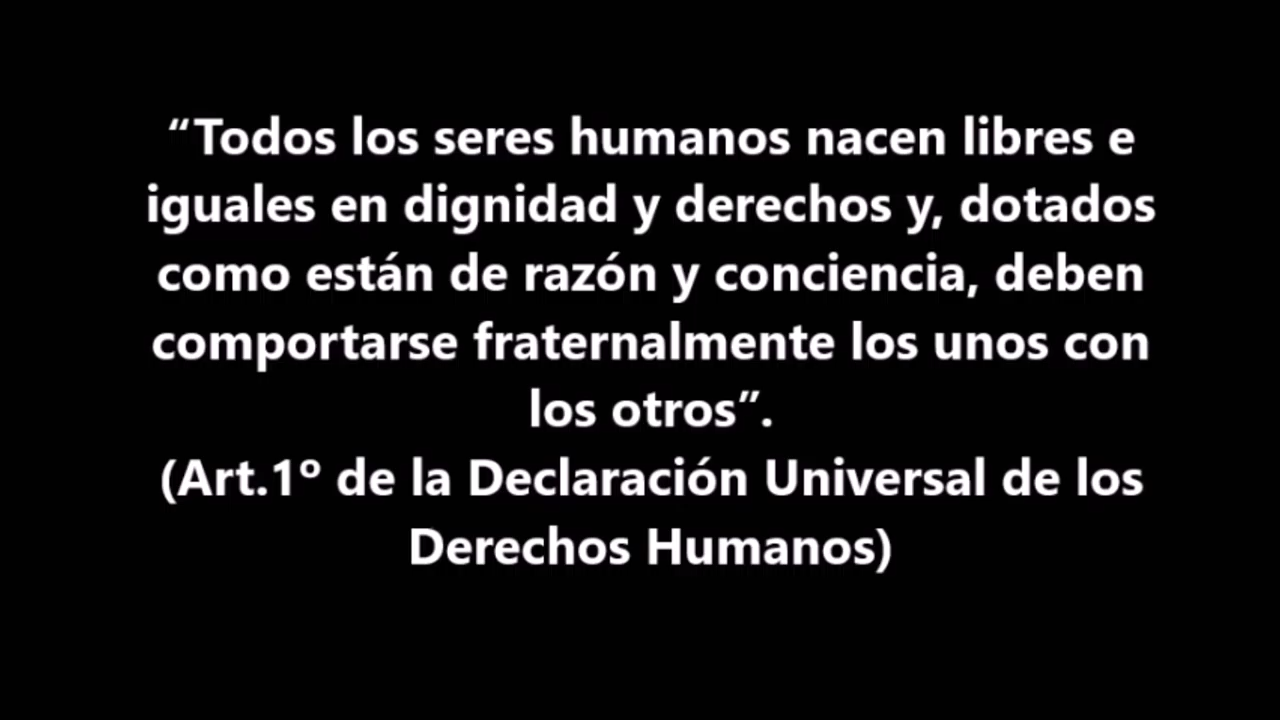 “Todos los seres humanos nacen libres e
iguales en dignidad y derechos y, dotados
como están de razón y conciencia, deben
comportarse fraternalmente los unos con
los otros”.
(Art.1º de la Declaración Universal de los
Derechos Humanos)